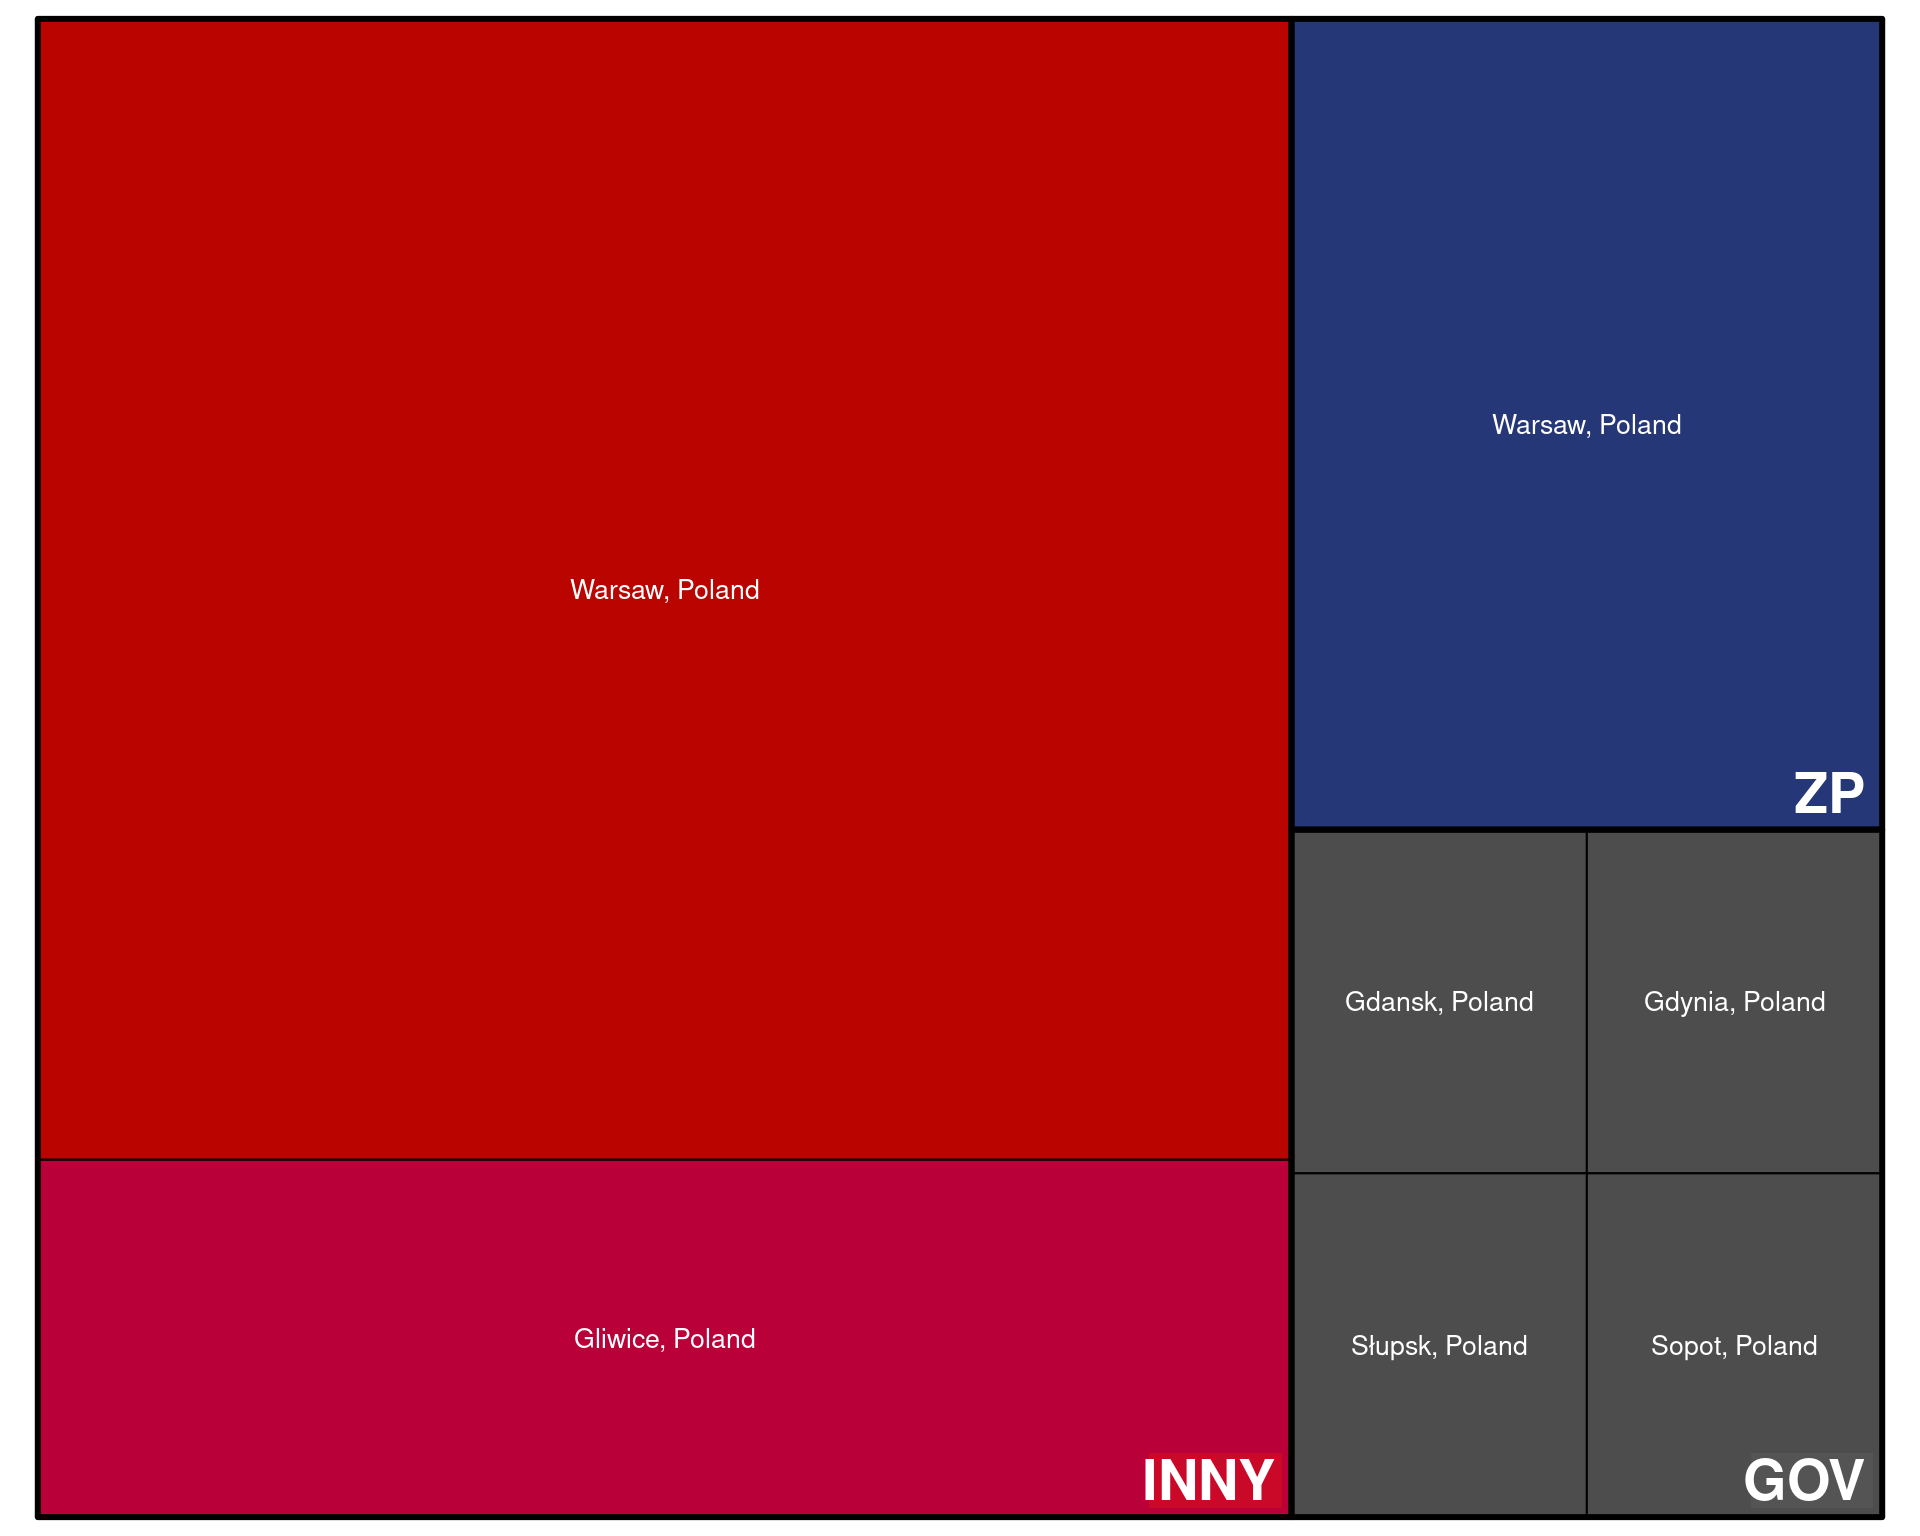 Warsaw, Poland
Gliwice, Poland
INNY
Warsaw, Poland
ZP
Gdansk, Poland
Gdynia, Poland
Słupsk, Poland
Sopot, Poland
GOV